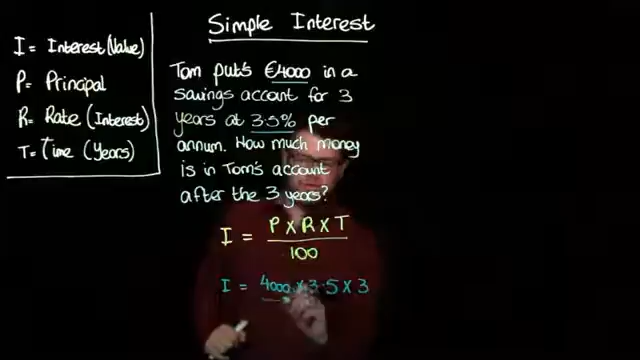 Simple Interest
I = Interest (Value)
P = Principal
R = Rate (Interest)
T = Time (Years)
Tom put's €4000 in a
savings account for 3
years at 3.5% per
annum. How much money
is in Tom's account
after the 3 years?
I = P X R X T
100
I = 4000 X 3.5 X 3